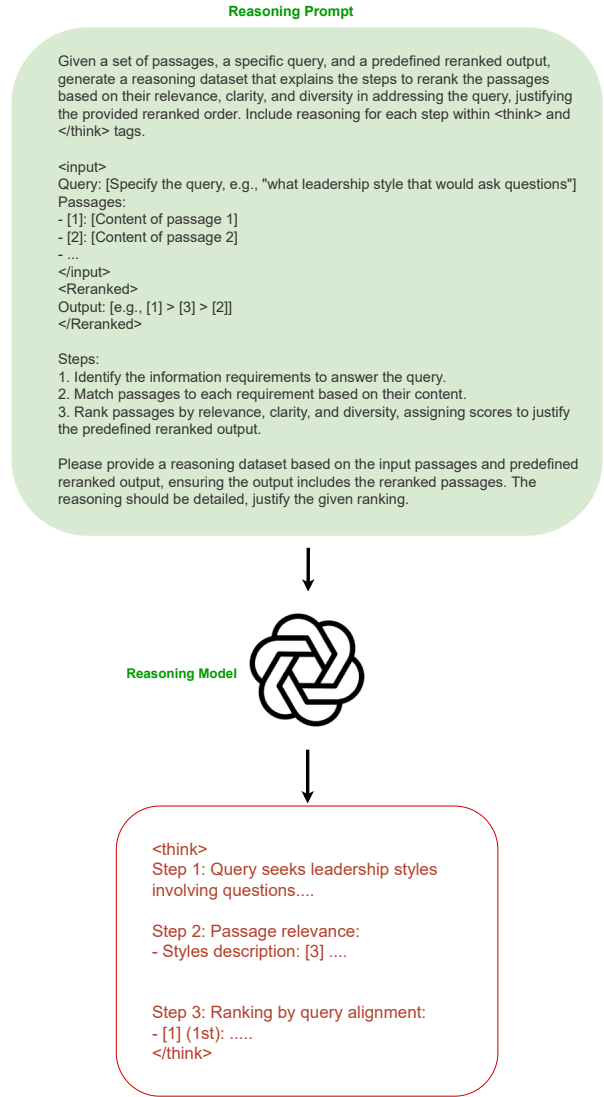 Reasoning Prompt
Given a set of passages, a specific query, and a predefined reranked output,
generate a reasoning dataset that explains the steps to rerank the passages
based on their relevance, clarity, and diversity in addressing the query, justifying
the provided reranked order. Include reasoning for each step within <think> and
</think> tags.
<input>
Query: [Specify the query, e.g., "what leadership style that would ask questions"]
Passages:
- [1]: [Content of passage 1]
- [2]: [Content of passage 2]
- ...
</input>
<Reranked>
Output: [e.g., [1] > [3] > [2]]
</Reranked>
Steps:
1. Identify the information requirements to answer the query.
2. Match passages to each requirement based on their content.
3. Rank passages by relevance, clarity, and diversity, assigning scores to justify
the predefined reranked output.
Please provide a reasoning dataset based on the input passages and predefined
reranked output, ensuring the output includes the reranked passages. The
reasoning should be detailed, justify the given ranking.
Reasoning Model
<think>
Step 1: Query seeks leadership styles
involving questions....
Step 2: Passage relevance:
- Styles description: [3] ....
Step 3: Ranking by query alignment:
- [1] (1st): .....
</think>